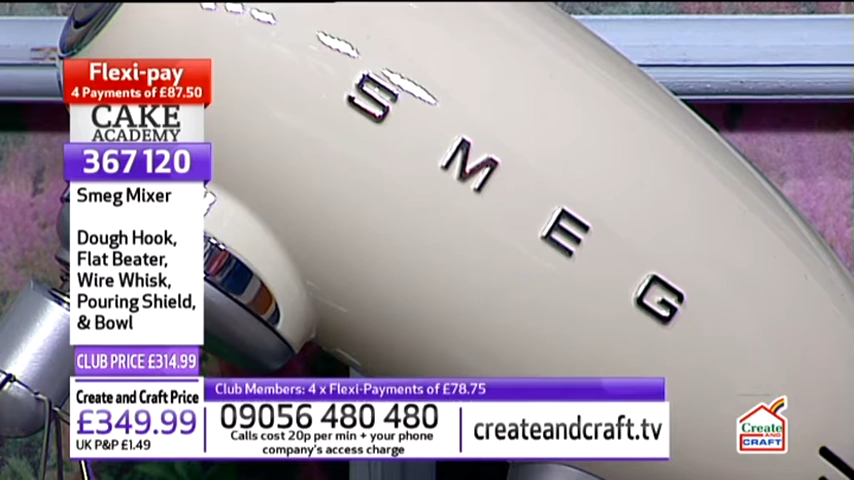 Flexi-pay
4 Payments of £87.50
CAKE
ACADEMY
367 120
Smeg Mixer
Dough Hook,
Flat Beater,
Wire Whisk,
Pouring Shield,
& Bowl
CLUB PRICE £314.99
Create and Craft Price
£349.99
UK P&P £1.49
Club Members: 4 x Flexi-Payments of £78.75
09056 480 480
Calls cost 20p per min + your phone
company's access charge
createandcraft.tv
SMEG
Create
AND
CRAFT